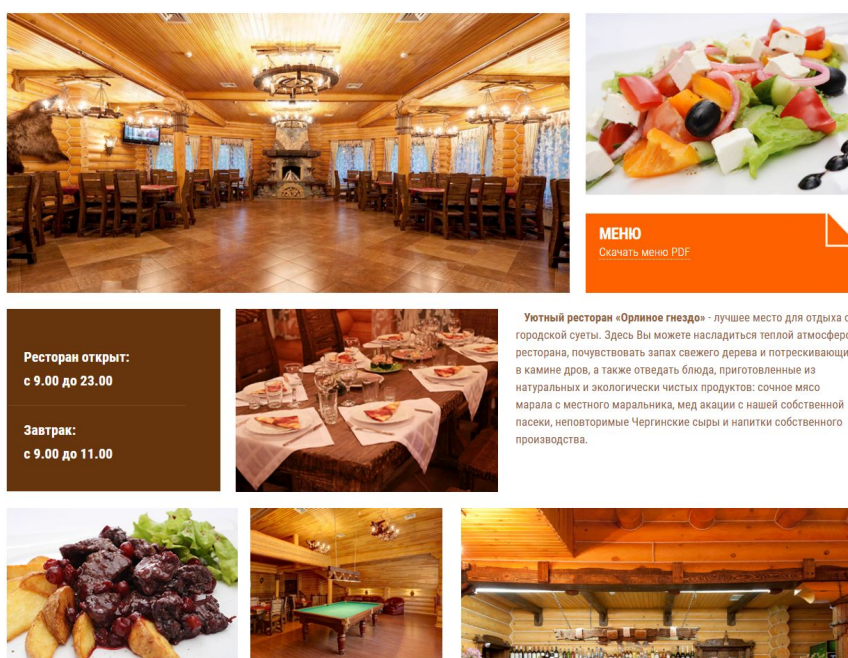 МЕНЮ
Скачать меню PDF
Ресторан открыт:
с 9.00 до 23.00
Завтрак:
с 9.00 до 11.00
Уютный ресторан «Орлиное гнездо» - лучшее место для отдыха
городской суеты. Здесь Вы можете насладиться теплой
ресторана, почувствовать запах свежего дерева и
в камине дров, а также отведать блюда, приготовленные из
натуральных и экологически чистых продуктов: сочное мясо
марала с местного маральника, мед акации с нашей собственной
пасеки, неповторимые Чергинские сыры и напитки собственного
производства.